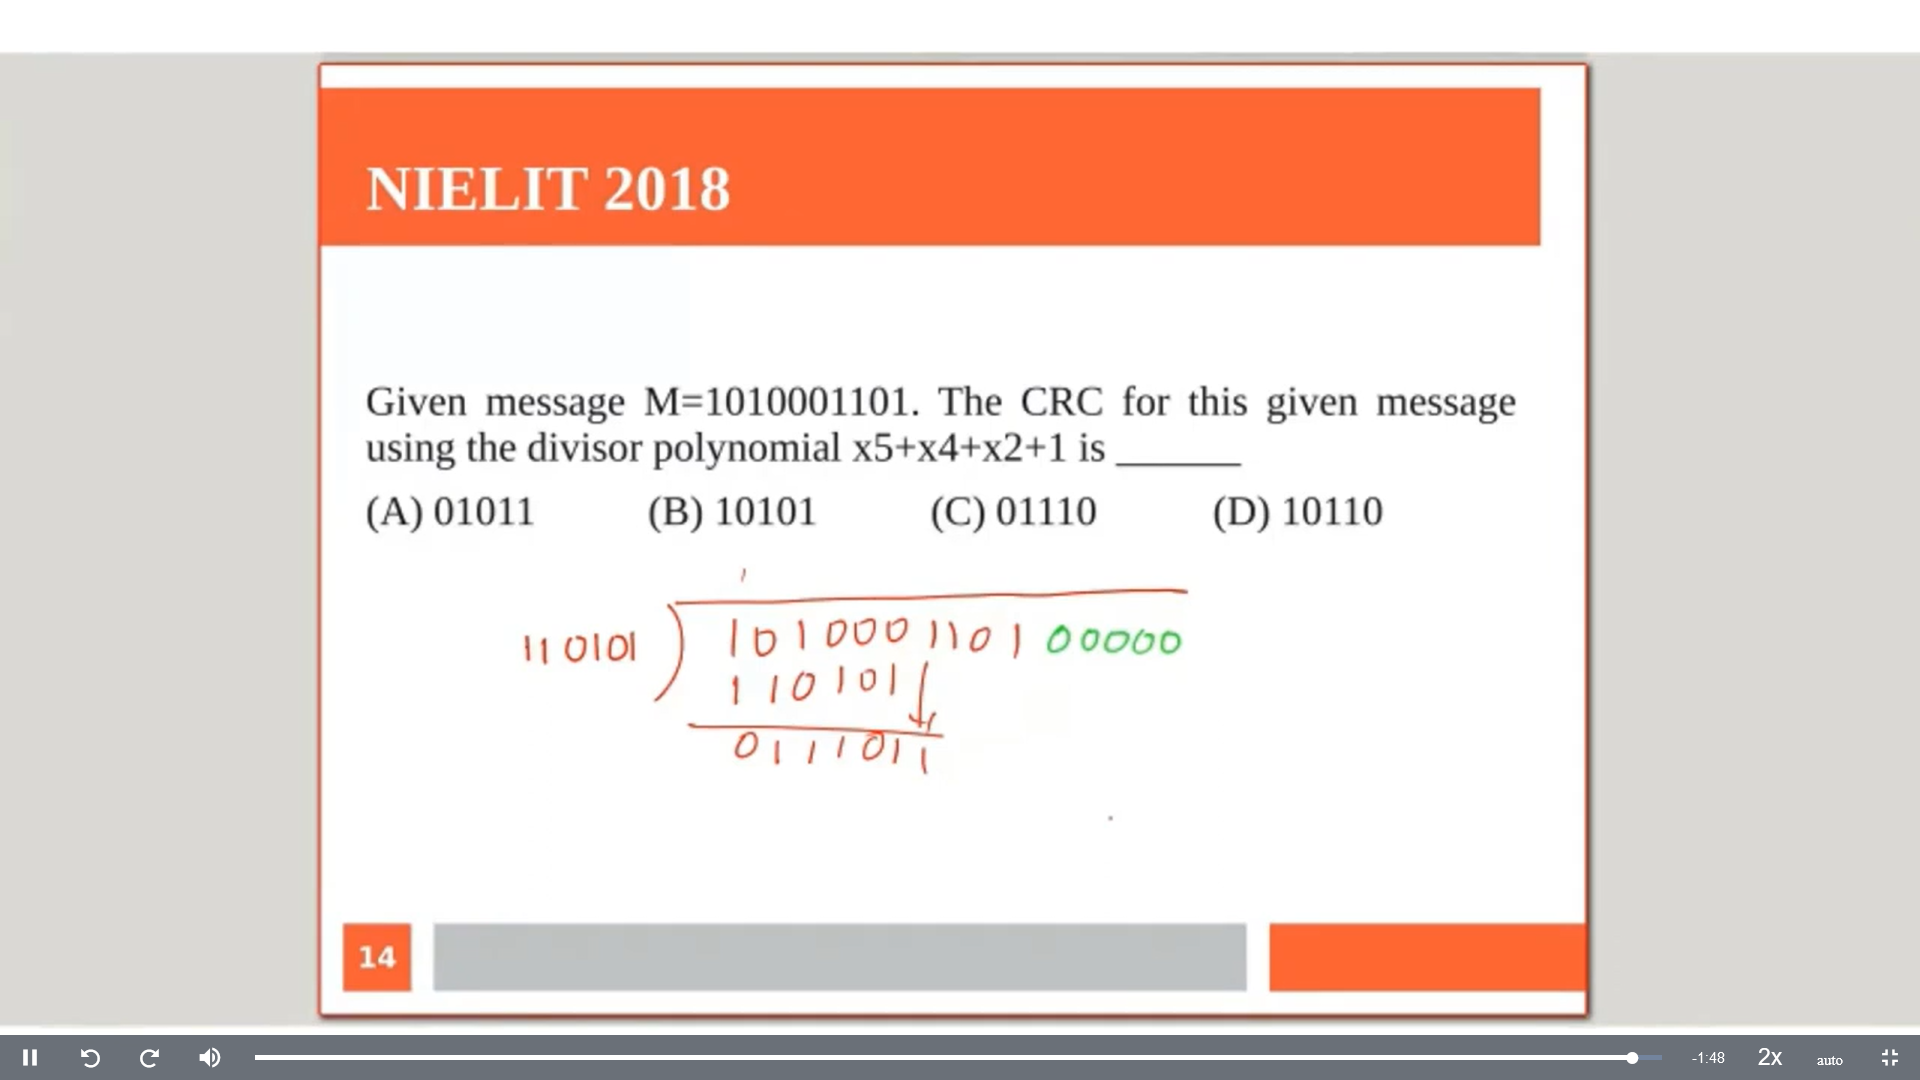 NIELIT 2018
Given message M=1010001101. The CRC for this given message
using the divisor polynomial x5+x4+x2+1 is ______
(A) 01011 (B) 10101 (C) 01110 (D) 10110
1
110101 ) 1010001101 00000
110101
0111011
14
-1:48 2x auto